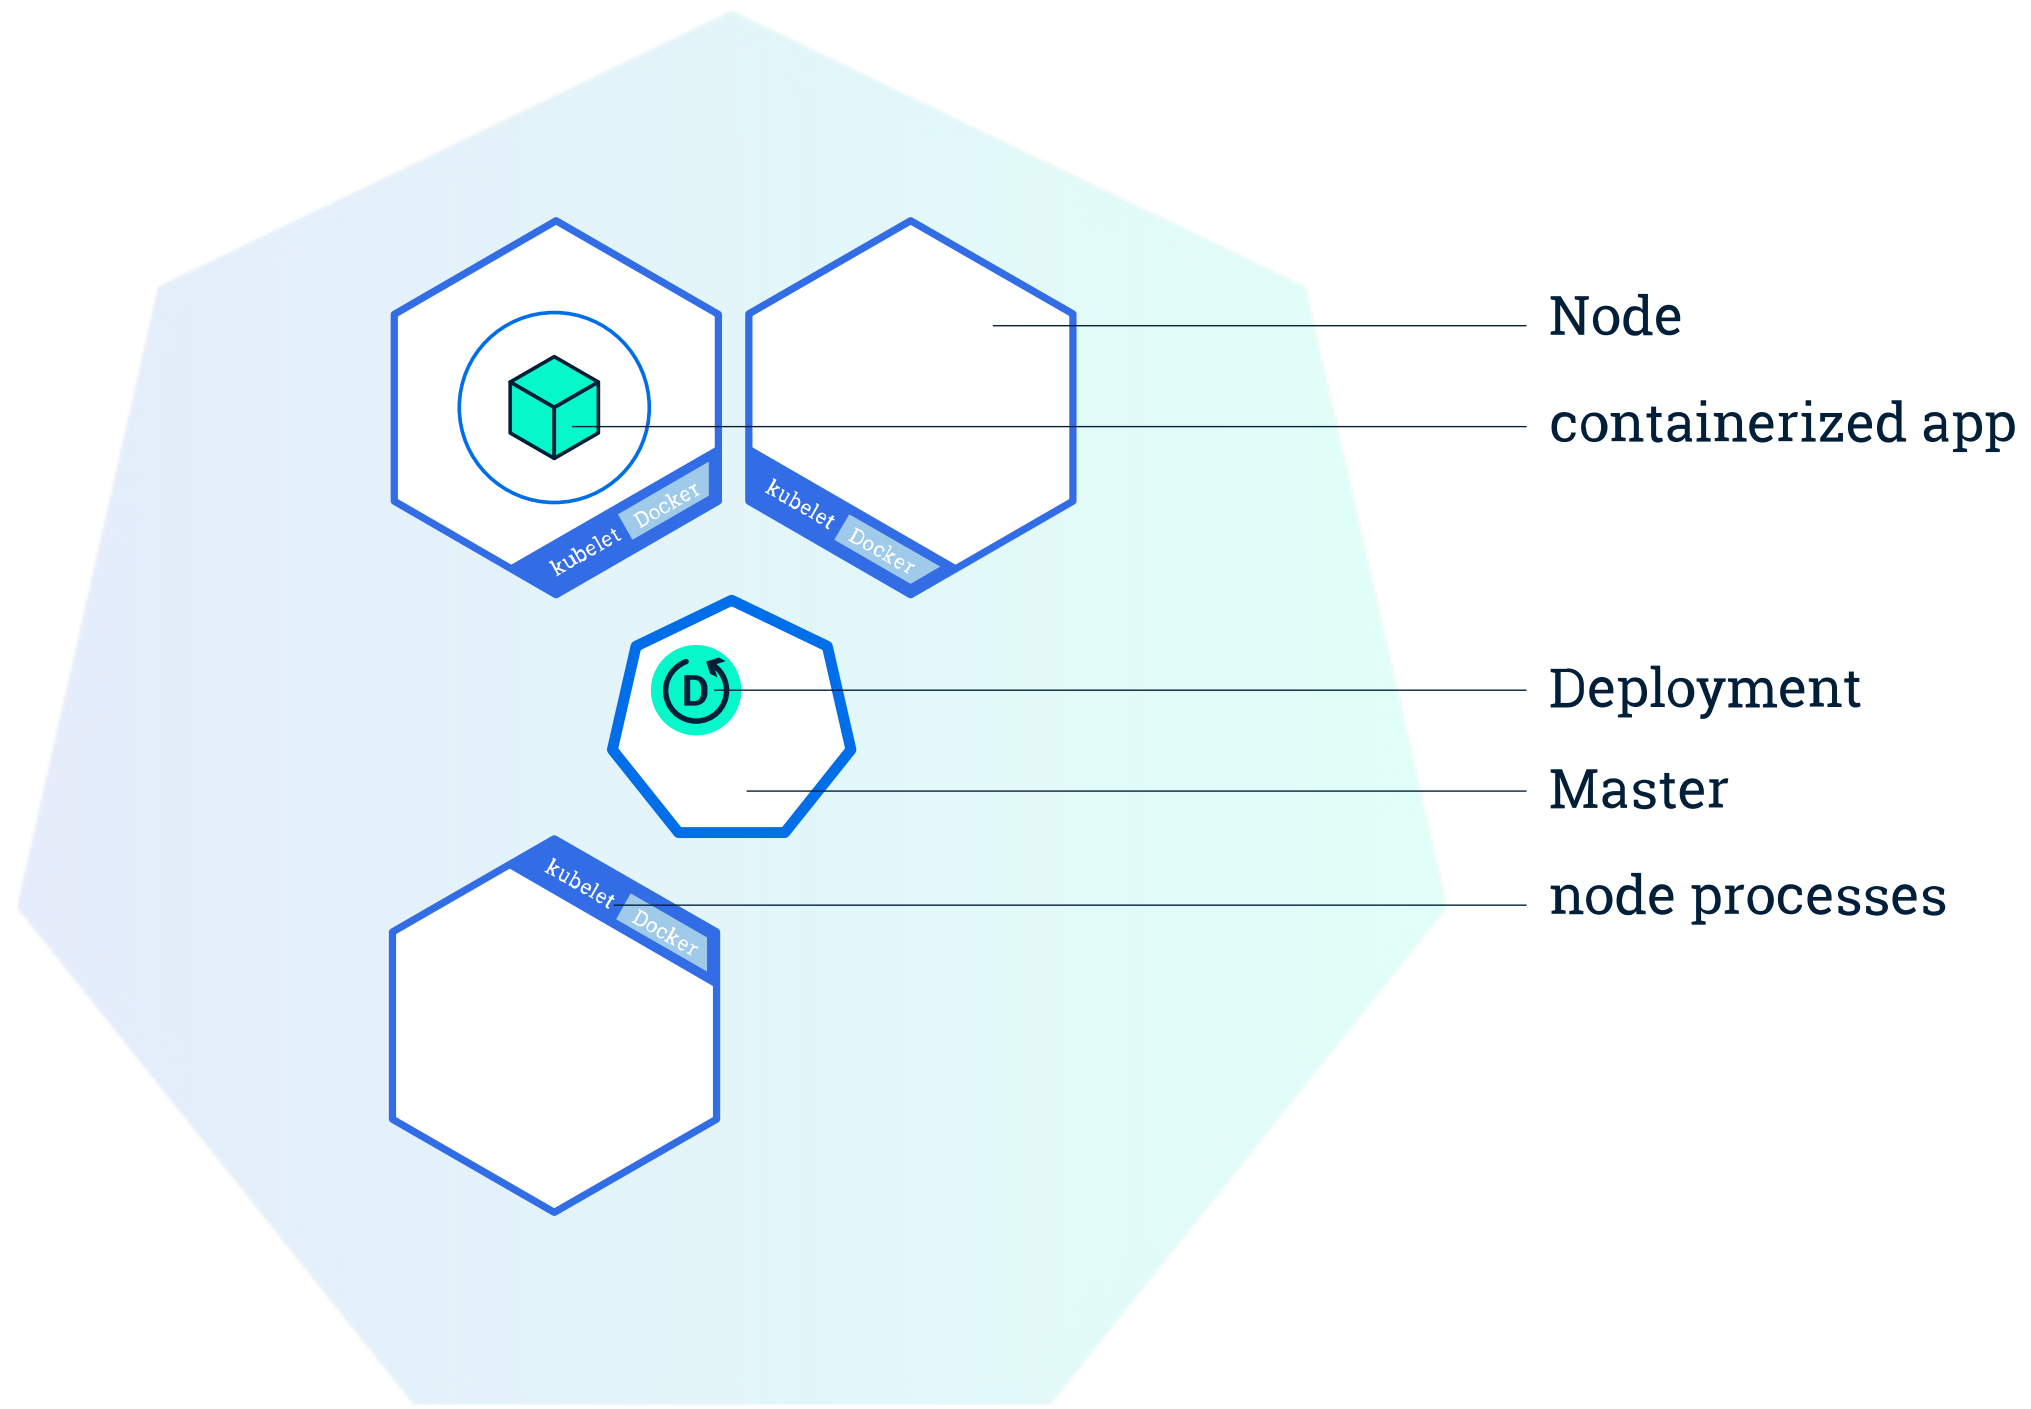 Node
containerized app
kubelet Docker
kubelet Docker
D
Deployment
Master
kubelet Docker
node processes